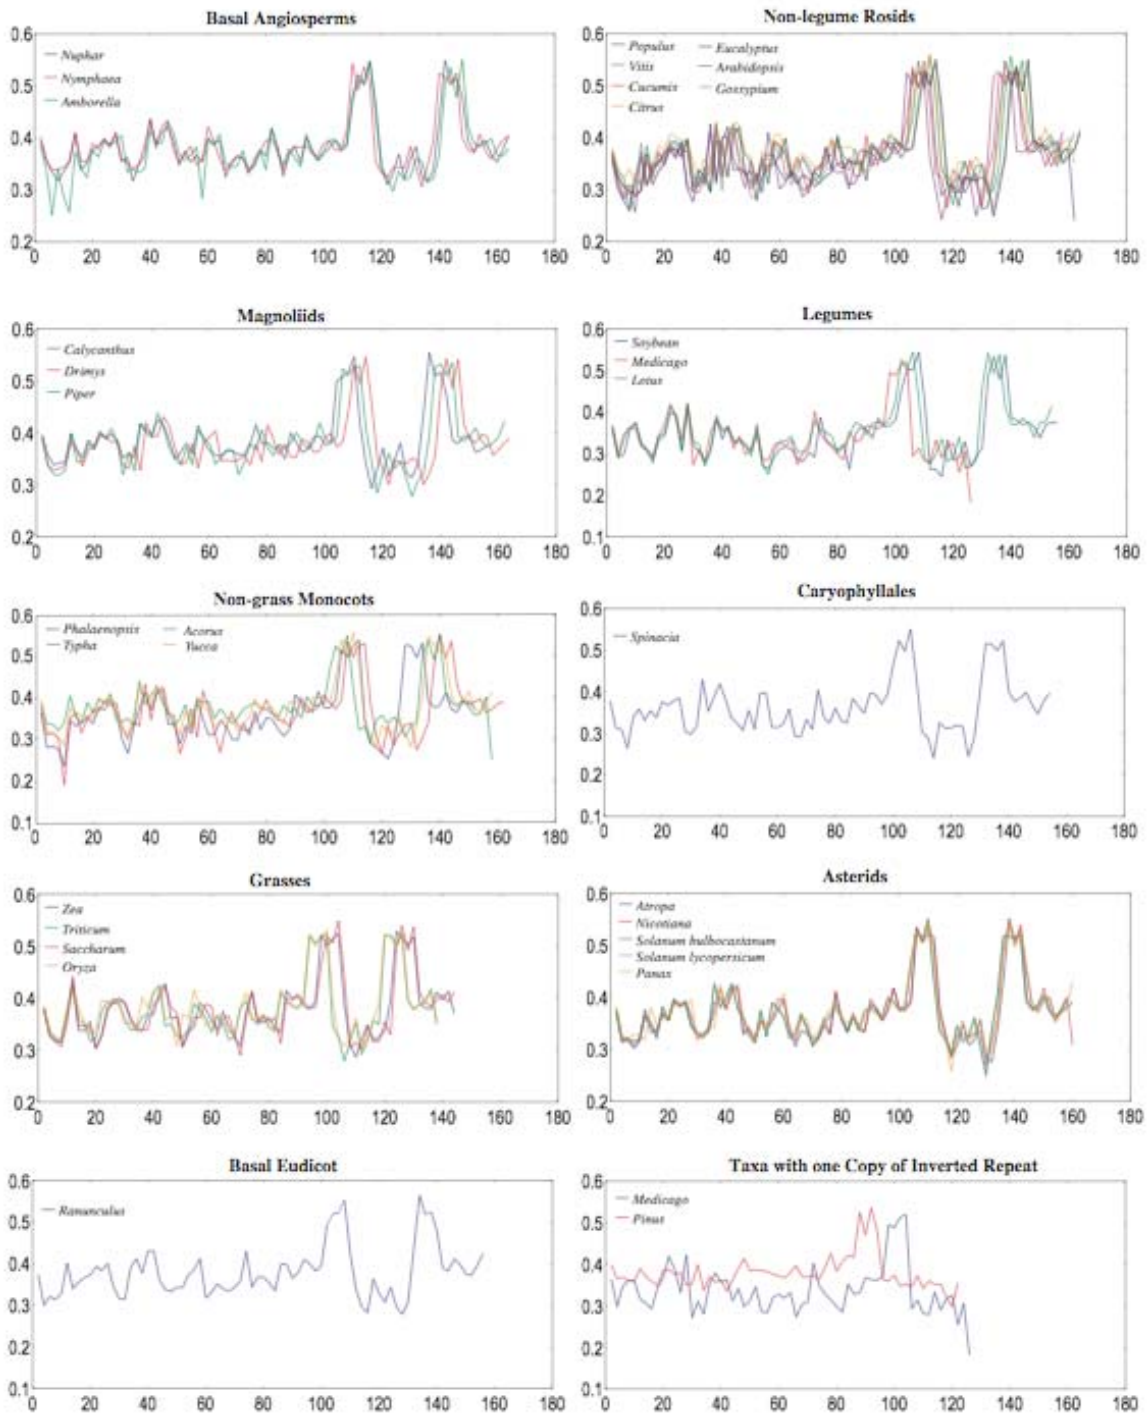 Basal Angiosperms
Nuphar
Nymphaea
Amborella
0.6
0.5
0.4
0.3
0.2
0 20 40 60 80 100 120 140 160 180
Non-legume Rosids
Populus Eucalyptus
Vitis Arabidopsis
Cucumis Gossypium
Citrus
0.6
0.5
0.4
0.3
0.2
0 20 40 60 80 100 120 140 160 180
Magnoliids
Calycanthus
Drimys
Piper
0.6
0.5
0.4
0.3
0.2
0 20 40 60 80 100 120 140 160 180
Legumes
Soybean
Medicago
Lotus
0.6
0.5
0.4
0.3
0.2
0.1
0 20 40 60 80 100 120 140 160 180
Non-grass Monocots
Phalaenopsis Acorus
Typha Yucca
0.6
0.5
0.4
0.3
0.2
0.1
0 20 40 60 80 100 120 140 160 180
Caryophyllales
Spinacia
0.6
0.5
0.4
0.3
0.2
0.1
0 20 40 60 80 100 120 140 160 180
Grasses
Zea
Triticum
Saccharum
Oryza
0.6
0.5
0.4
0.3
0.2
0 20 40 60 80 100 120 140 160 180
Asterids
Atropa
Nicotiana
Solanum bulbocastanum
Solanum lycopersicum
Panax
0.6
0.5
0.4
0.3
0.2
0 20 40 60 80 100 120 140 160 180
Basal Eudicot
Ranunculus
0.6
0.5
0.4
0.3
0.2
0.1
0 20 40 60 80 100 120 140 160 180
Taxa with one Copy of Inverted Repeat
Medicago
Pinus
0.6
0.5
0.4
0.3
0.2
0.1
0 20 40 60 80 100 120 140 160 180